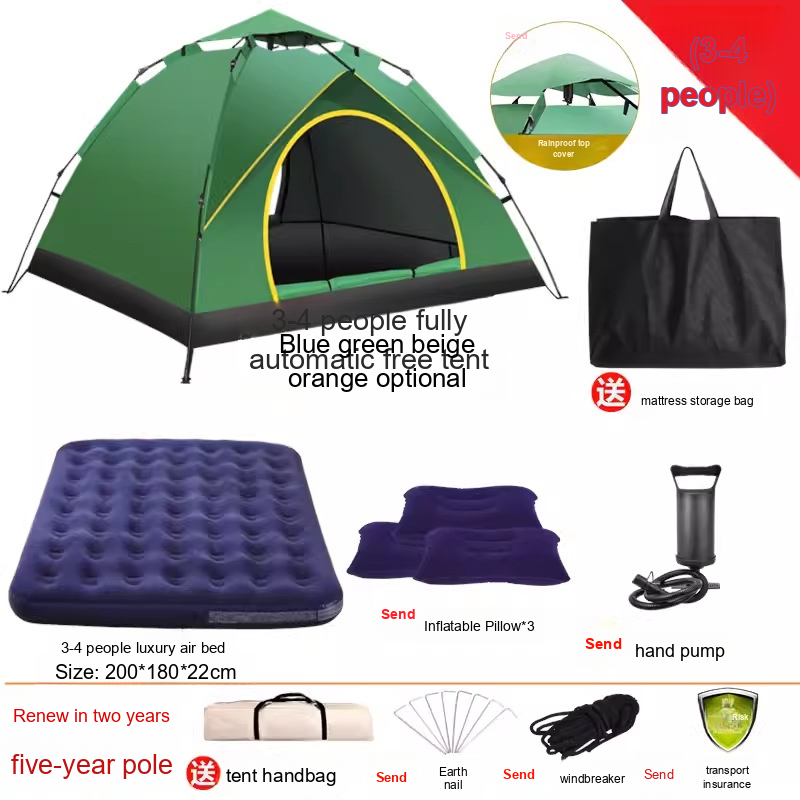 Send
(3-4
people)
Rainproof top
cover
3-4 people fully
Blue green beige
automatic free tent
orange optional
送
mattress storage bag
3-4 people luxury air bed
Size: 200*180*22cm
Send
Inflatable Pillow*3
Send
hand pump
Renew in two years
five-year pole
送
tent handbag
Send
Earth
nail
Send
windbreaker
Send
Risk
transport
insurance